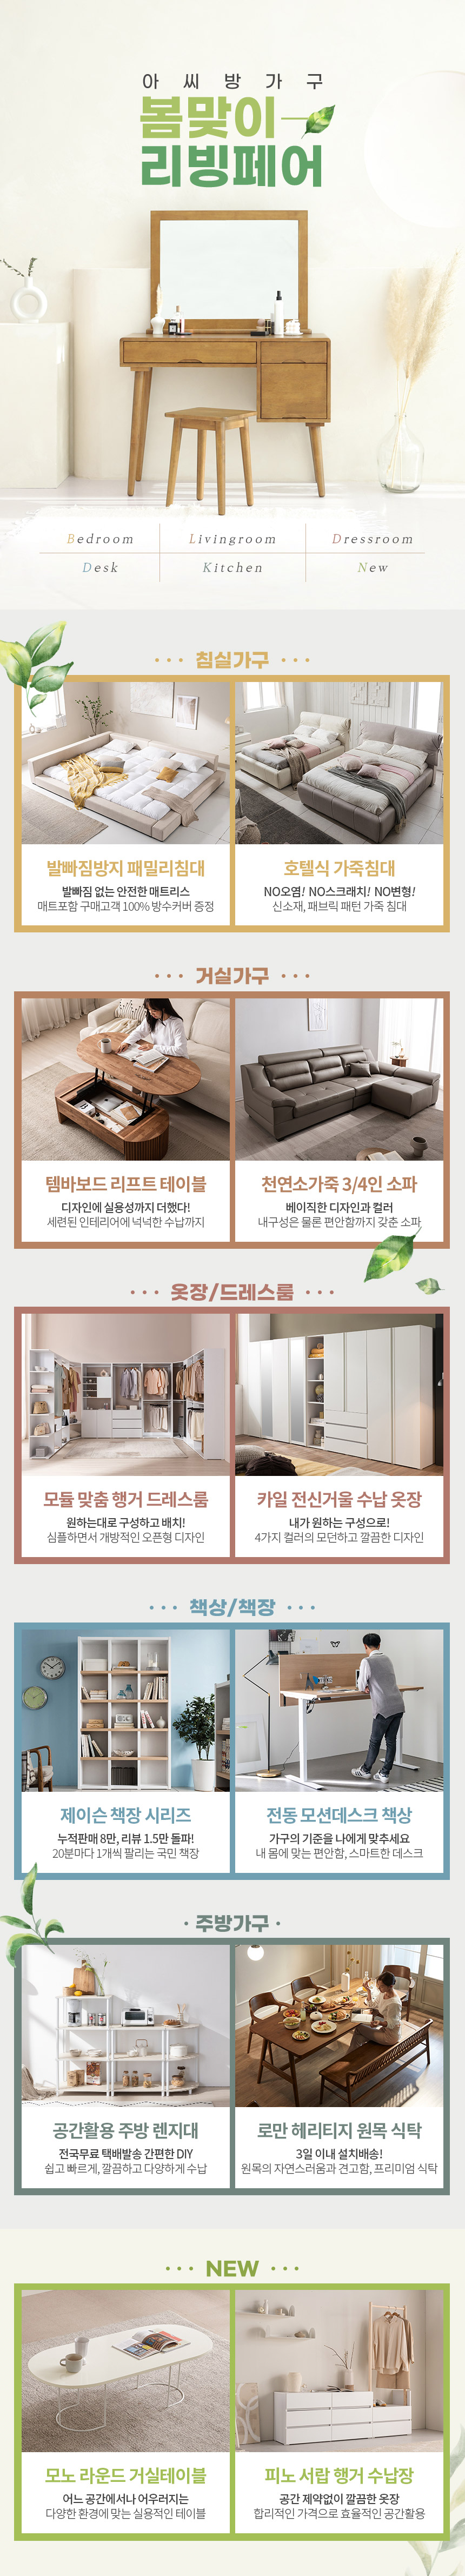 아씨방가구
봄맞이
리빙페어
Bedroom
Livingroom
Dressroom
Desk
Kitchen
New
침실가구
발빠짐방지 패밀리침대
발빠짐 없는 안전한 매트리스
매트포함 구매고객 100% 방수커버 증정
호텔식 가죽침대
NO오염! NO스크래치! NO변형!
신소재, 패브릭 패턴 가죽 침대
거실가구
템바보드 리프트 테이블
디자인에 실용성까지 더했다!
세련된 인테리어에 넉넉한 수납까지
천연소가죽 3/4인 소파
베이직한 디자인과 컬러
내구성은 물론 편안함까지 갖춘 소파
옷장/드레스룸
모듈 맞춤 행거 드레스룸
원하는대로 구성하고 배치!
심플하면서 개방적인 오픈형 디자인
카일 전신거울 수납 옷장
내가 원하는 구성으로!
4가지 컬러의 모던하고 깔끔한 디자인
책상/책장
제이슨 책장 시리즈
누적판매 8만, 리뷰 1.5만 돌파!
20분마다 1개씩 팔리는 국민 책장
전동 모션데스크 책상
가구의 기준을 나에게 맞추세요
내 몸에 맞는 편안함, 스마트한 데스크
주방가구
공간활용 주방 렌지대
전국무료 택배발송 간편한 DIY
쉽고 빠르게, 깔끔하고 다양하게 수납
로만 헤리티지 원목 식탁
3일 이내 설치배송!
원목의 자연스러움과 견고함, 프리미엄 식탁
NEW
모노 라운드 거실테이블
어느 공간에서나 어우러지는
다양한 환경에 맞는 실용적인 테이블
피노 서랍 행거 수납장
공간 제약없이 깔끔한 옷장
합리적인 가격으로 효율적인 공간활용